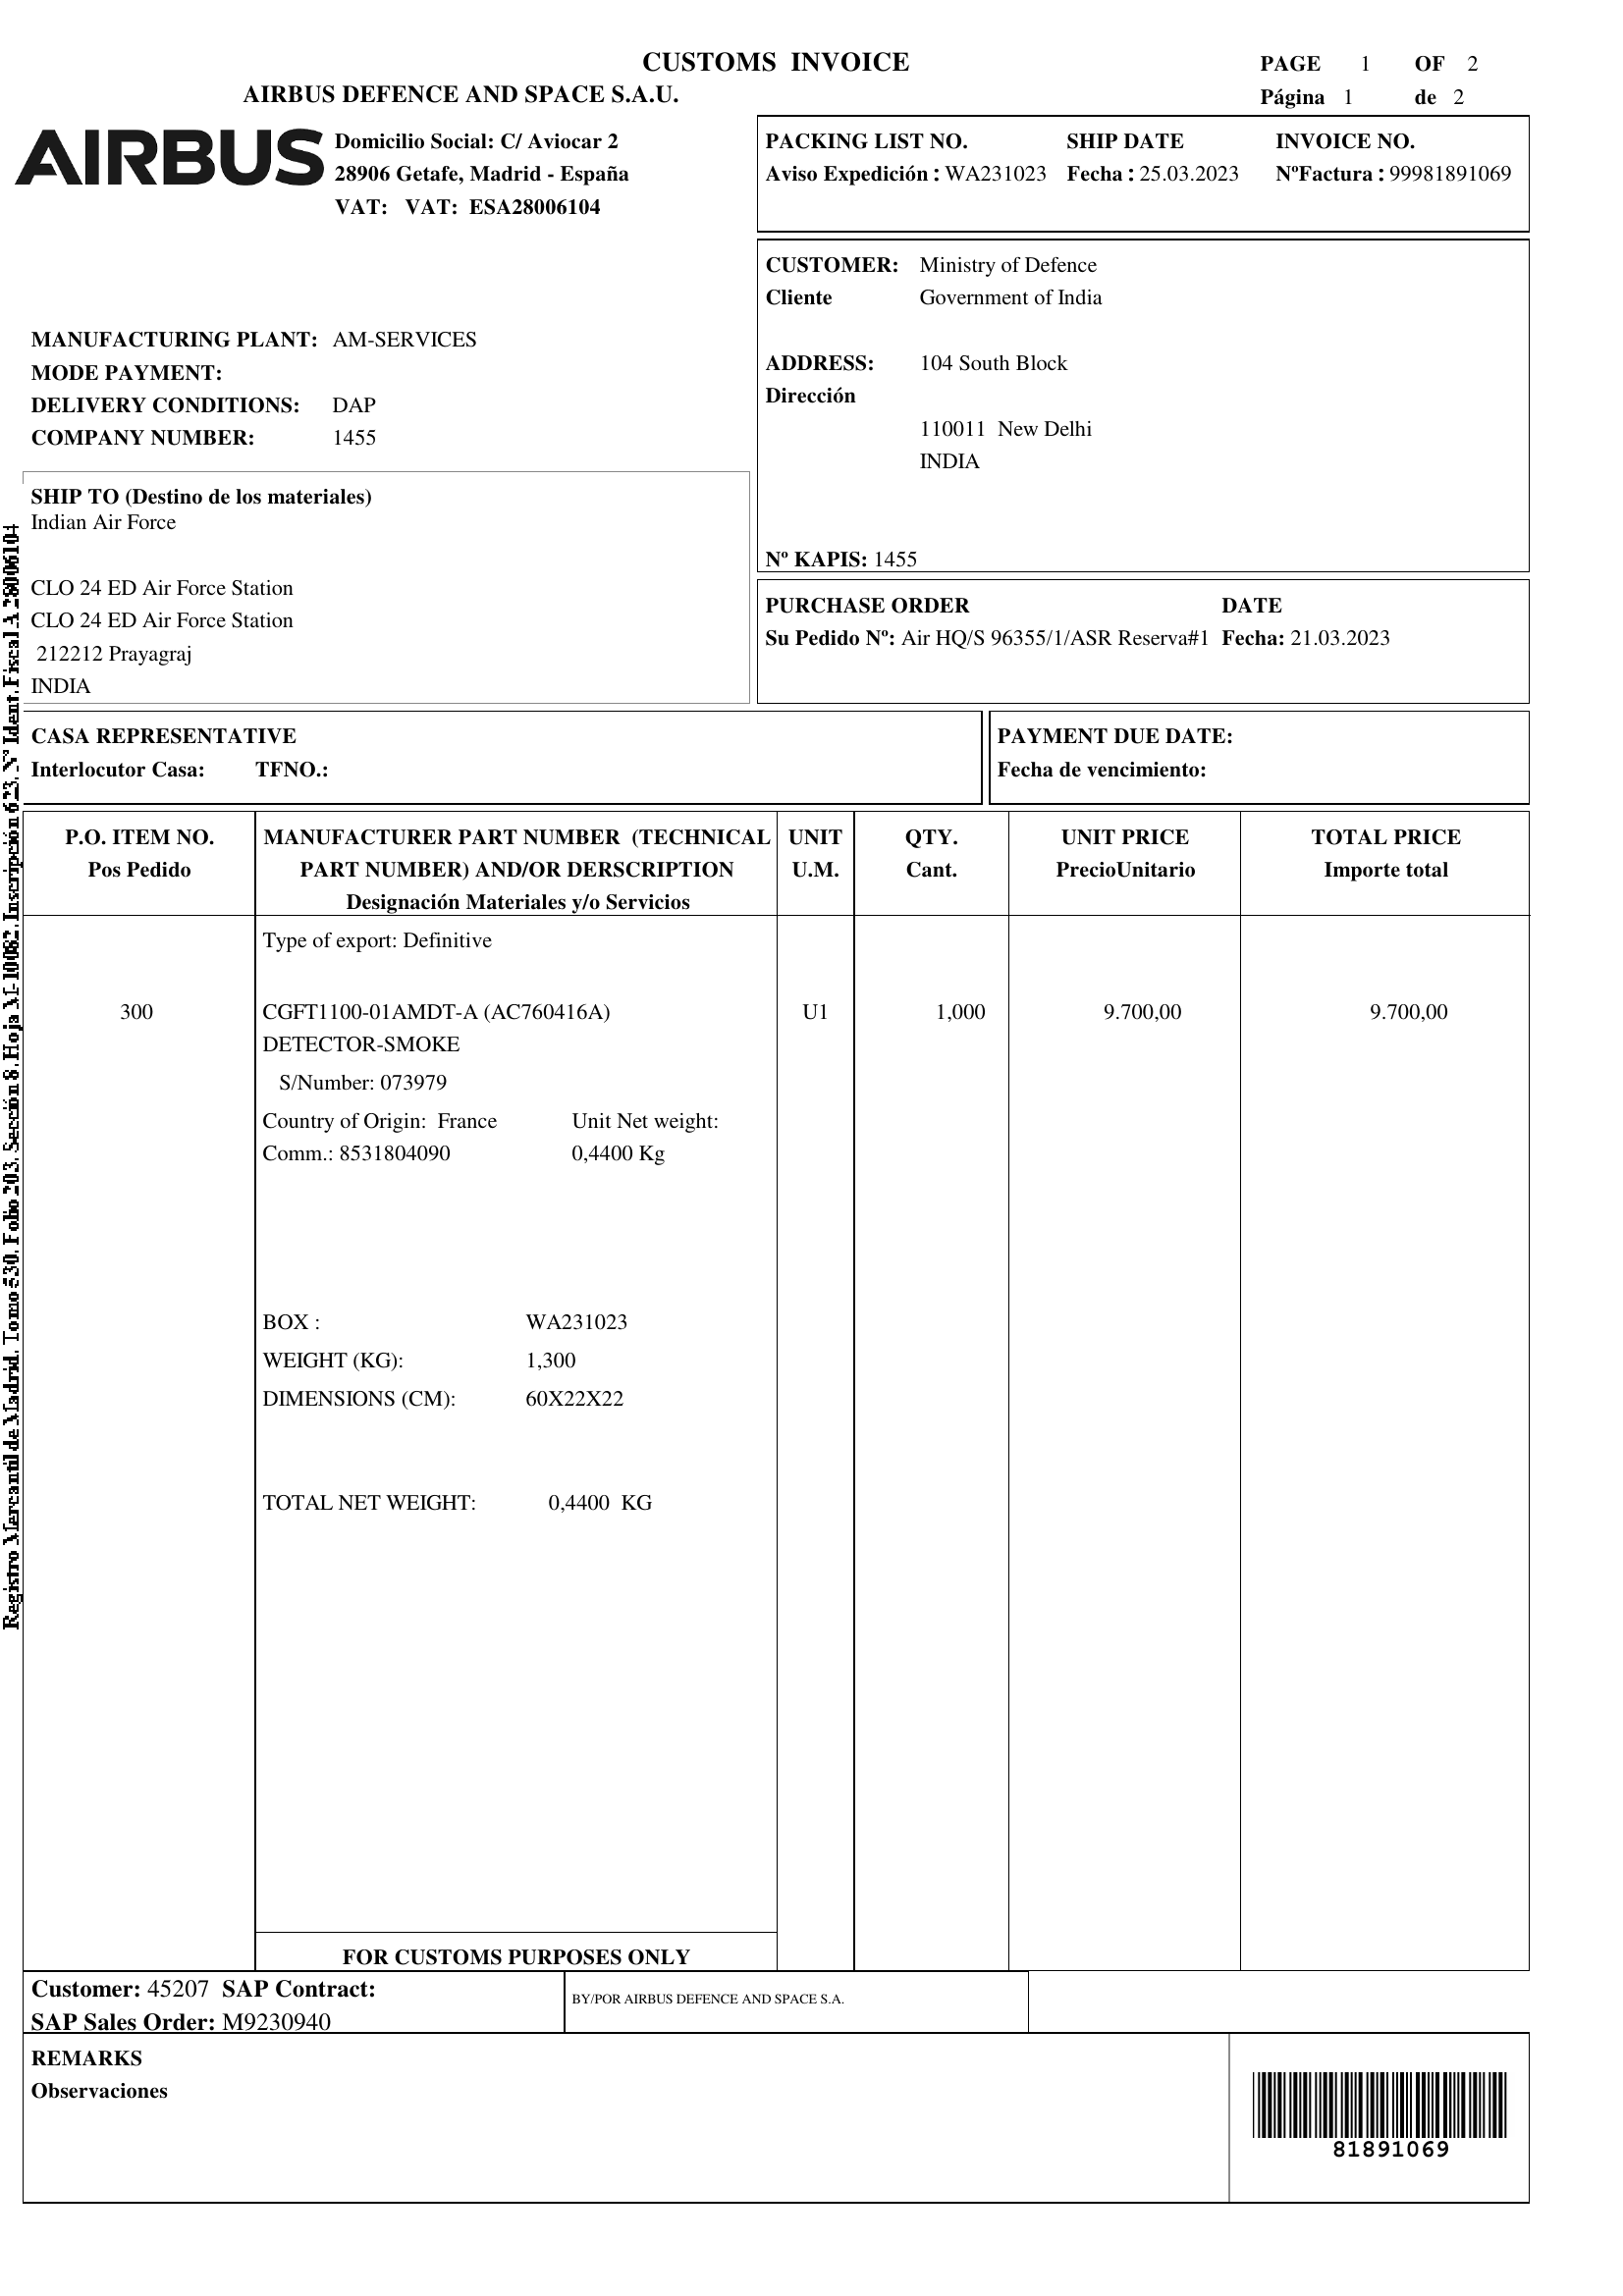 CUSTOMS INVOICE
PAGE 1 OF 2
AIRBUS DEFENCE AND SPACE S.A.U.
Página 1 de 2
AIRBUS
Domicilio Social: C/ Aviocar 2
28906 Getafe, Madrid - España
VAT: VAT: ESA28006104
PACKING LIST NO. SHIP DATE INVOICE NO.
Aviso Expedición : WA231023 Fecha : 25.03.2023 NºFactura : 99981891069
CUSTOMER: Ministry of Defence
Cliente Government of India
ADDRESS: 104 South Block
Dirección
110011 New Delhi
INDIA
Nº KAPIS: 1455
MANUFACTURING PLANT: AM-SERVICES
MODE PAYMENT:
DELIVERY CONDITIONS: DAP
COMPANY NUMBER: 1455
SHIP TO (Destino de los materiales)
Indian Air Force
CLO 24 ED Air Force Station
CLO 24 ED Air Force Station
212212 Prayagraj
INDIA
PURCHASE ORDER DATE
Su Pedido Nº: Air HQ/S 96355/1/ASR Reserva#1 Fecha: 21.03.2023
CASA REPRESENTATIVE
Interlocutor Casa: TFNO.:
PAYMENT DUE DATE:
Fecha de vencimiento:
P.O. ITEM NO. MANUFACTURER PART NUMBER (TECHNICAL UNIT QTY. UNIT PRICE TOTAL PRICE
Pos Pedido PART NUMBER) AND/OR DERSCRIPTION U.M. Cant. PrecioUnitario Importe total
Designación Materiales y/o Servicios
Type of export: Definitive
300 CGFT1100-01AMDT-A (AC760416A) U1 1,000 9.700,00 9.700,00
DETECTOR-SMOKE
S/Number: 073979
Country of Origin: France Unit Net weight:
Comm.: 8531804090 0,4400 Kg
BOX : WA231023
WEIGHT (KG): 1,300
DIMENSIONS (CM): 60X22X22
TOTAL NET WEIGHT: 0,4400 KG
FOR CUSTOMS PURPOSES ONLY
Customer: 45207 SAP Contract:
SAP Sales Order: M9230940
BY/POR AIRBUS DEFENCE AND SPACE S.A.
REMARKS
Observaciones
81891069
Registro Mercantil de Madrid, Tomo 530, Folio 203, Sección 8, Hoja M-10082, Inscripción 623, Nº Ident. Fiscal A 28006104